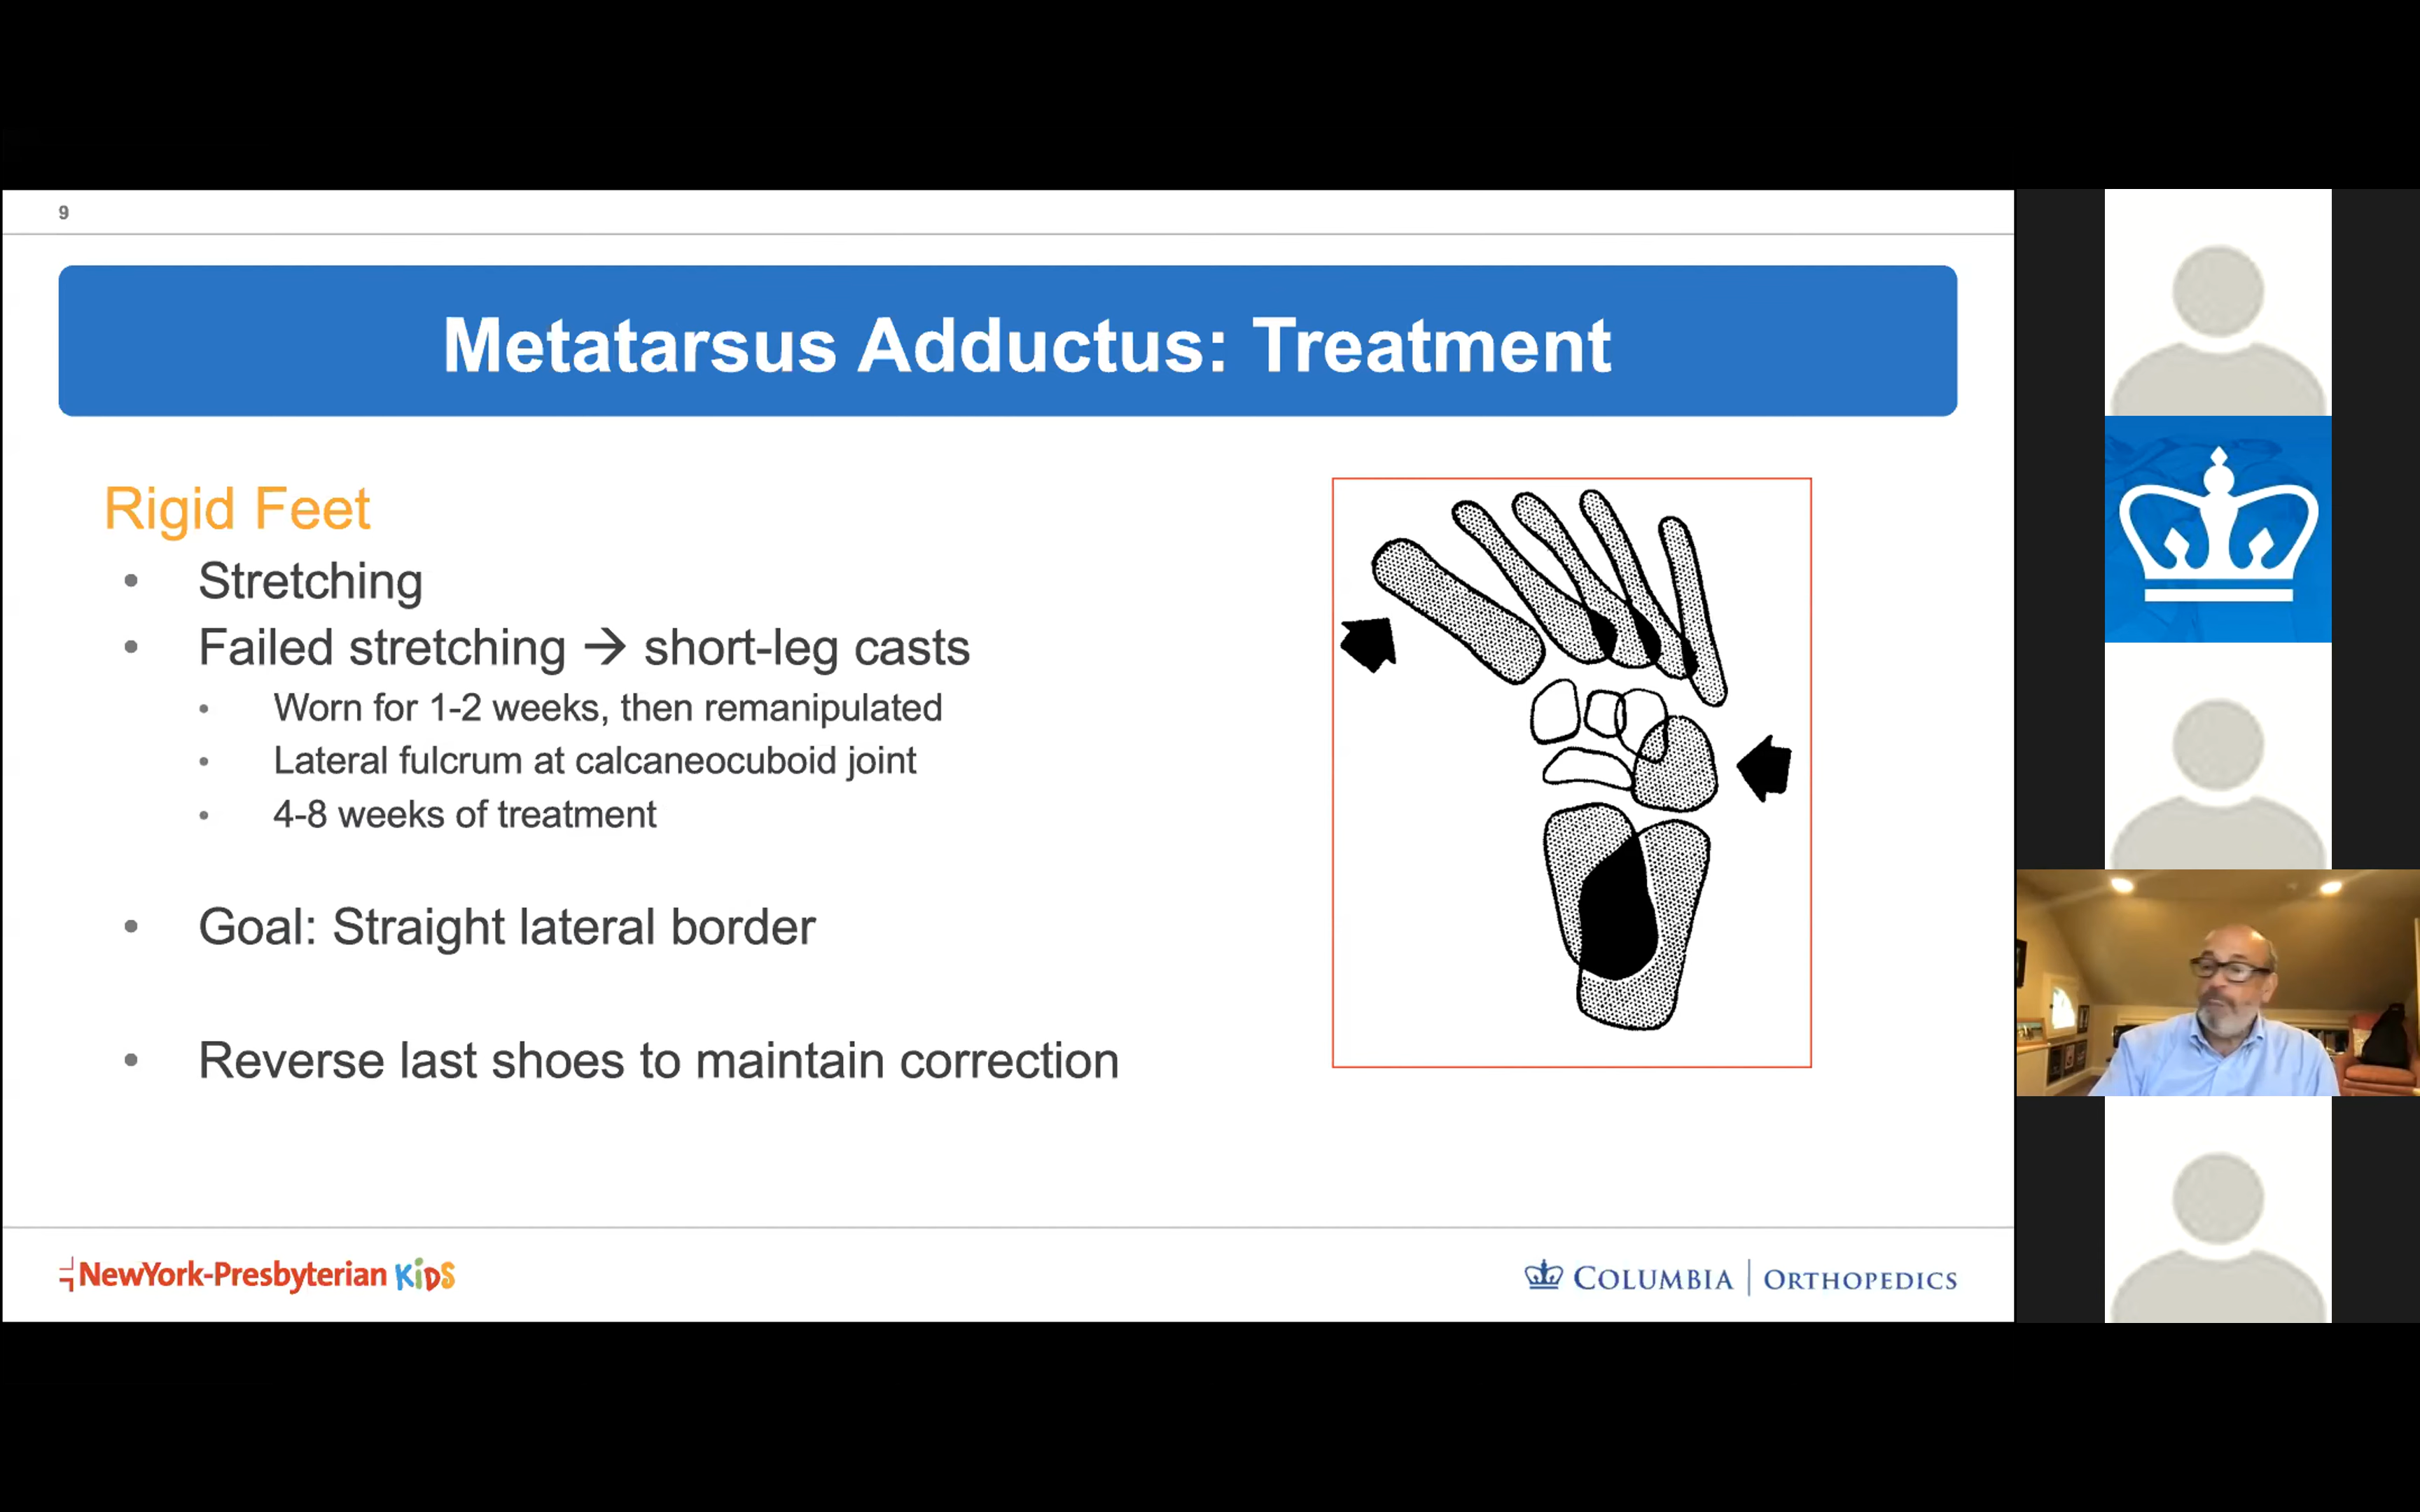 9
Metatarsus Adductus: Treatment
Rigid Feet
• Stretching
• Failed stretching → short-leg casts
• Worn for 1-2 weeks, then remanipulated
• Lateral fulcrum at calcaneocuboid joint
• 4-8 weeks of treatment
• Goal: Straight lateral border
• Reverse last shoes to maintain correction
NewYork-Presbyterian KiDS
COLUMBIA | ORTHOPEDICS